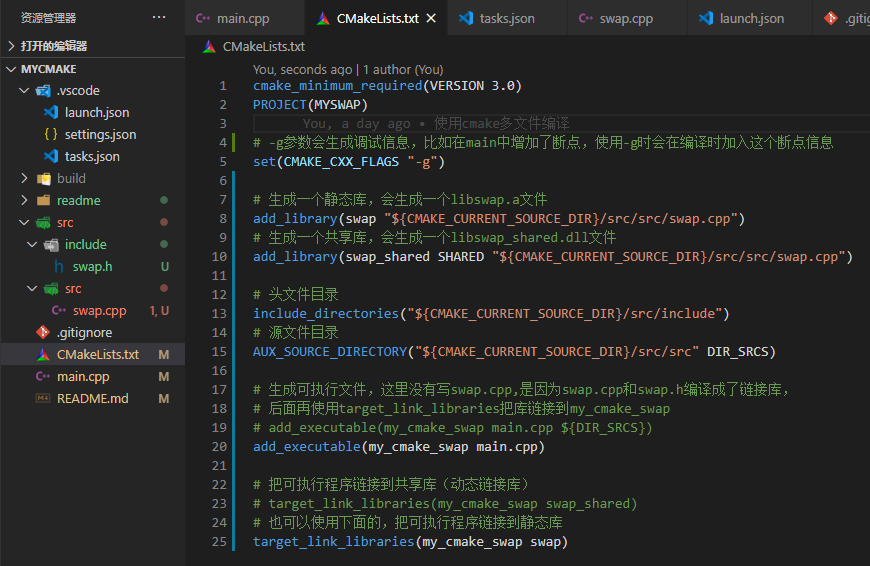 资源管理器 ···
main.cpp
CMakeLists.txt
tasks.json
swap.cpp
launch.json
.gitig
打开的编辑器
MYCMAKE
.vscode
launch.json
settings.json
tasks.json
build
readme
src
include
swap.h U
src
swap.cpp 1, U
.gitignore
CMakeLists.txt M
main.cpp M
README.md M
CMakeLists.txt
You, seconds ago | 1 author (You)
1 cmake_minimum_required(VERSION 3.0)
2 PROJECT(MYSWAP)
3 You, a day ago • 使用cmake多文件编译
4 # -g参数会生成调试信息，比如在main中增加了断点，使用-g时会在编译时加入这个断点信息
5 set(CMAKE_CXX_FLAGS "-g")
6
7 # 生成一个静态库，会生成一个libswap.a文件
8 add_library(swap "${CMAKE_CURRENT_SOURCE_DIR}/src/src/swap.cpp")
9 # 生成一个共享库，会生成一个libswap_shared.dll文件
10 add_library(swap_shared SHARED "${CMAKE_CURRENT_SOURCE_DIR}/src/src/swap.cpp")
11
12 # 头文件目录
13 include_directories("${CMAKE_CURRENT_SOURCE_DIR}/src/include")
14 # 源文件目录
15 AUX_SOURCE_DIRECTORY("${CMAKE_CURRENT_SOURCE_DIR}/src/src" DIR_SRCS)
16
17 # 生成可执行文件，这里没有写swap.cpp,是因为swap.cpp和swap.h编译成了链接库，
18 # 后面再使用target_link_libraries把库链接到my_cmake_swap
19 # add_executable(my_cmake_swap main.cpp ${DIR_SRCS})
20 add_executable(my_cmake_swap main.cpp)
21
22 # 把可执行程序链接到共享库（动态链接库）
23 # target_link_libraries(my_cmake_swap swap_shared)
24 # 也可以使用下面的，把可执行程序链接到静态库
25 target_link_libraries(my_cmake_swap swap)